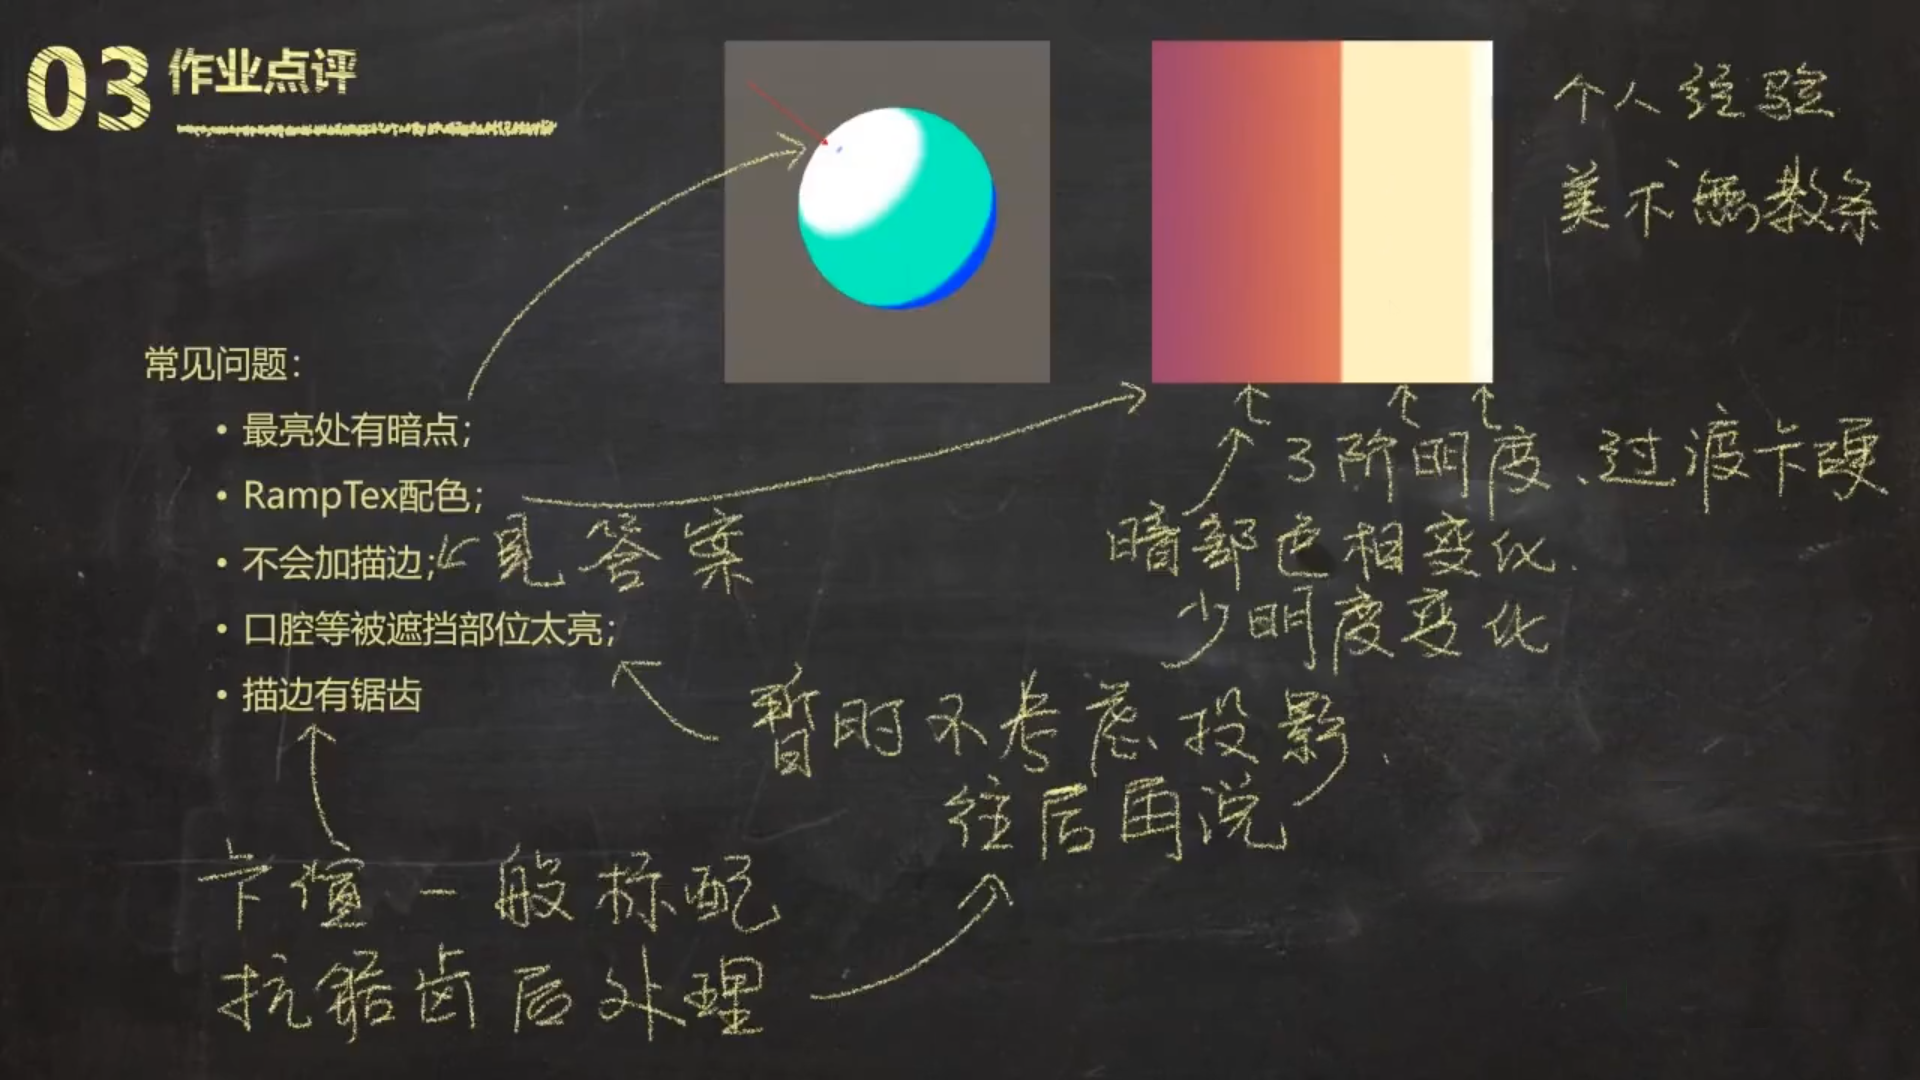 03 作业点评
个人经验
美术无教条
常见问题：
• 最亮处有暗点；
• RampTex配色；
• 不会加描边；
见答案
• 口腔等被遮挡部位太亮；
• 描边有锯齿
3阶明度、过渡卡硬
暗部色相变化.
少明度变化
暂时不考虑投影.
往后再说
卡渲一般标配
抗锯齿后处理